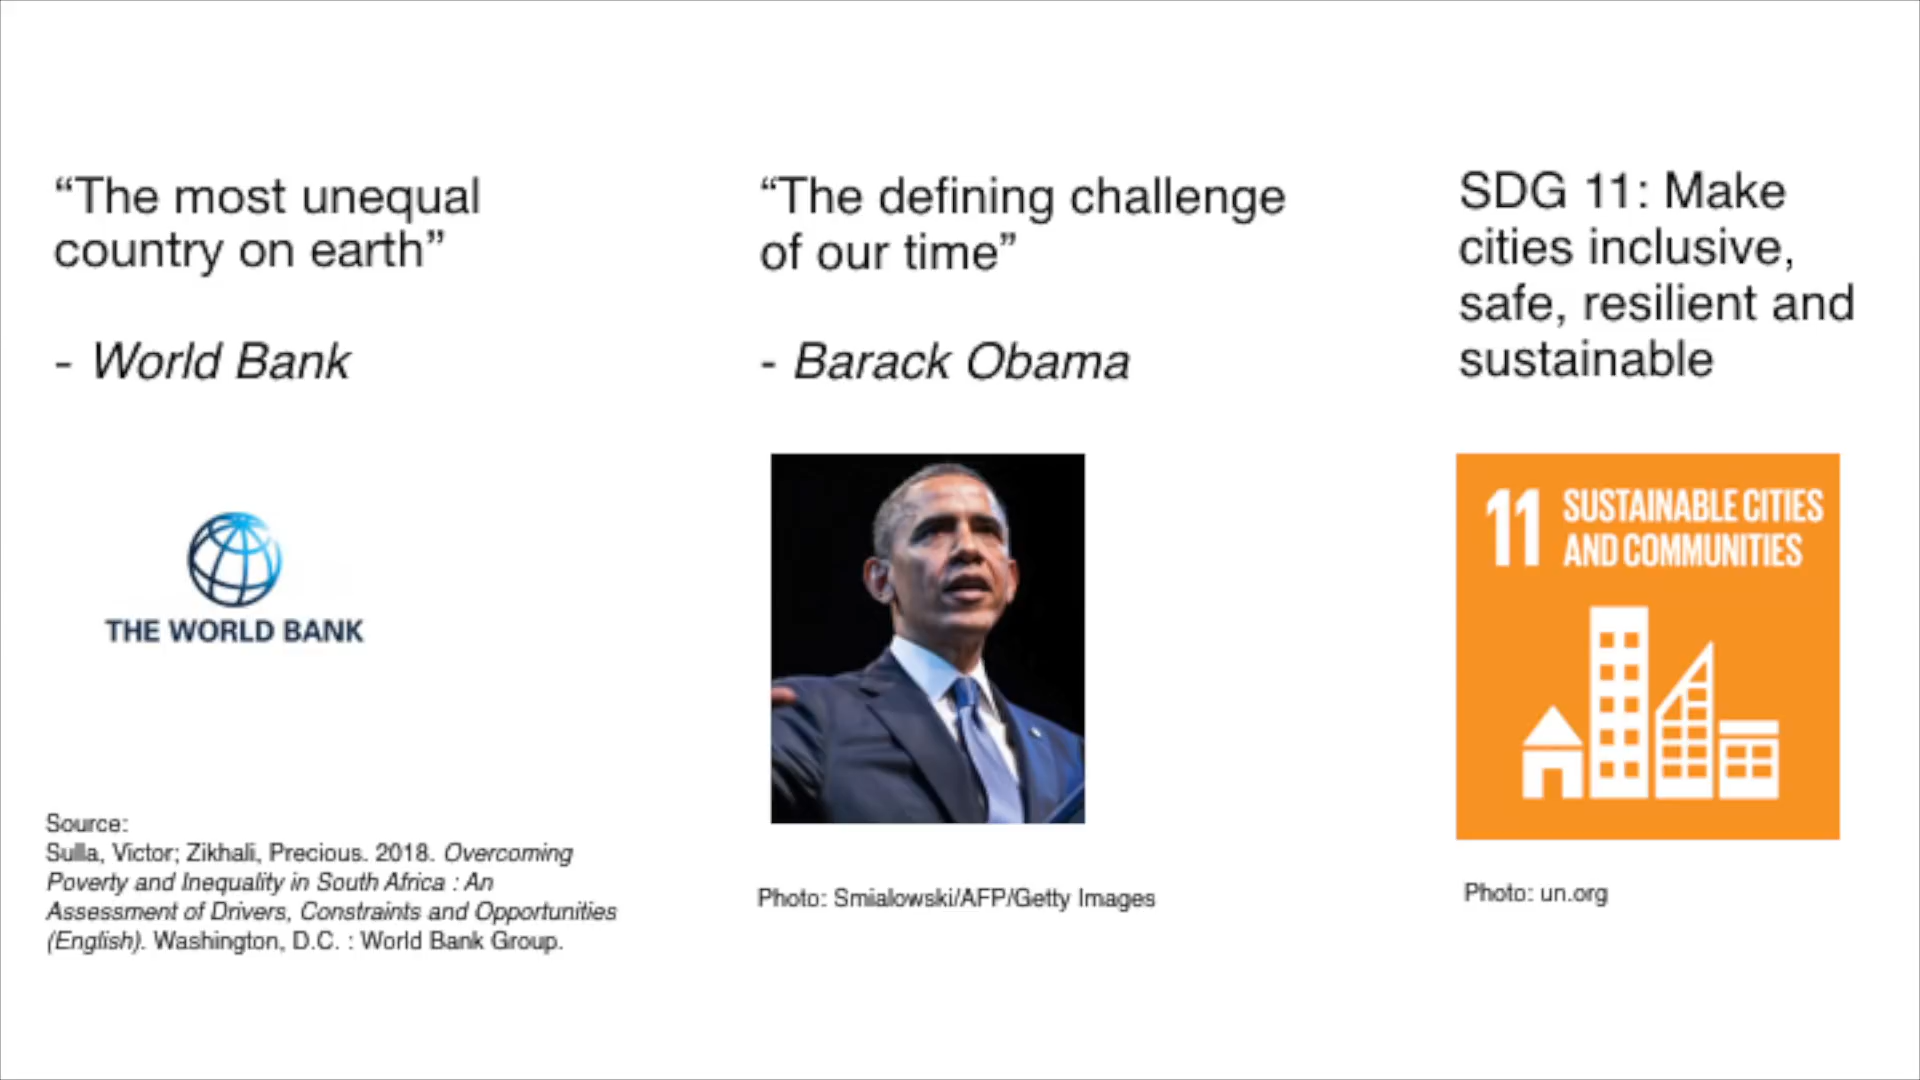 “The most unequal
country on earth”
- World Bank
THE WORLD BANK
Source:
Sulla, Victor; Zikhali, Precious. 2018. Overcoming
Poverty and Inequality in South Africa : An
Assessment of Drivers, Constraints and Opportunities
(English). Washington, D.C. : World Bank Group.
“The defining challenge
of our time”
- Barack Obama
Photo: Smialowski/AFP/Getty Images
SDG 11: Make
cities inclusive,
safe, resilient and
sustainable
11 SUSTAINABLE CITIES
AND COMMUNITIES
Photo: un.org